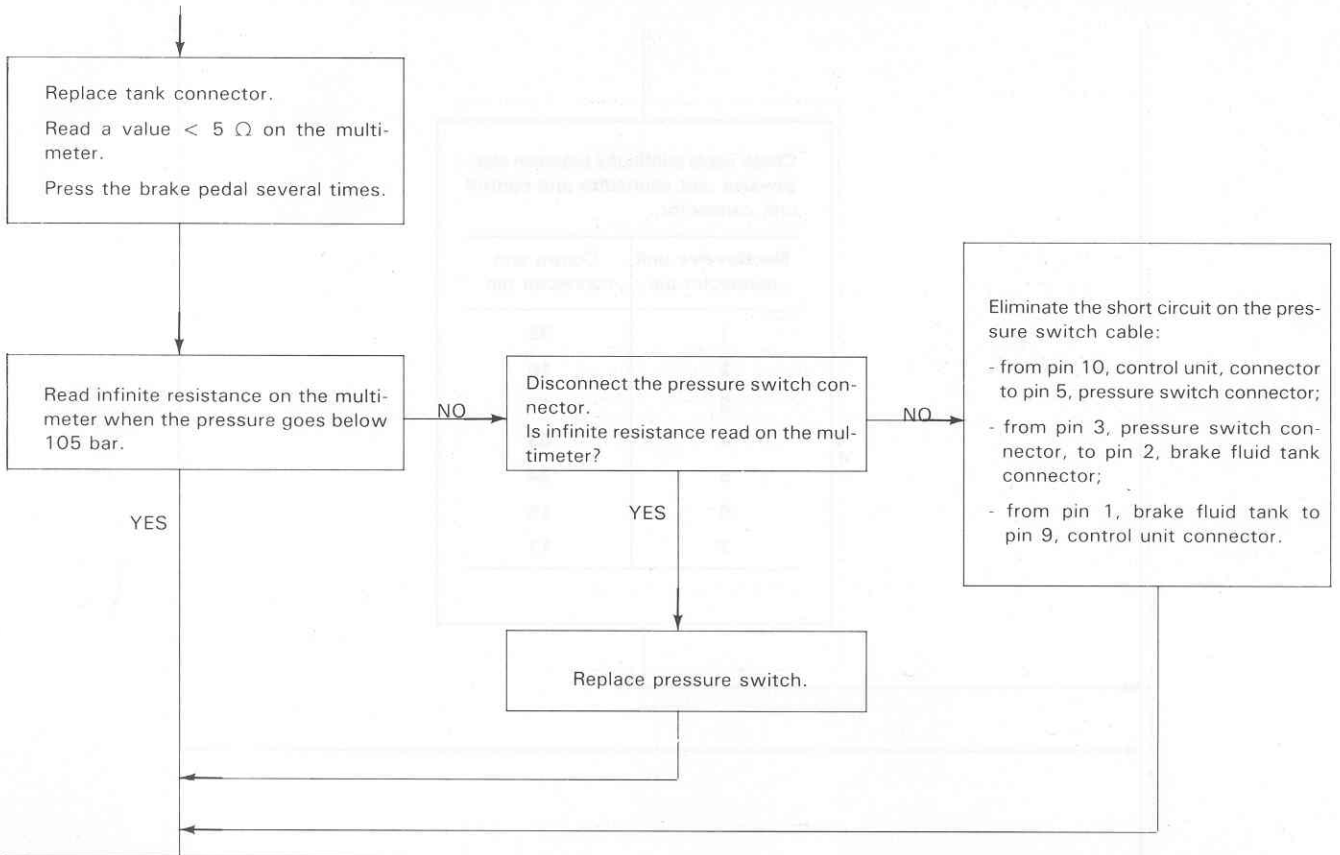 Replace tank connector.
Read a value < 5 Ω on the multi-
meter.
Press the brake pedal several times.
Read infinite resistance on the multi-
meter when the pressure goes below
105 bar.
NO
Disconnect the pressure switch con-
nector.
Is infinite resistance read on the mul-
timeter?
NO
Eliminate the short circuit on the pres-
sure switch cable:
- from pin 10, control unit, connector
to pin 5, pressure switch connector;
- from pin 3, pressure switch con-
nector, to pin 2, brake fluid tank
connector;
- from pin 1, brake fluid tank to
pin 9, control unit connector.
YES
YES
Replace pressure switch.